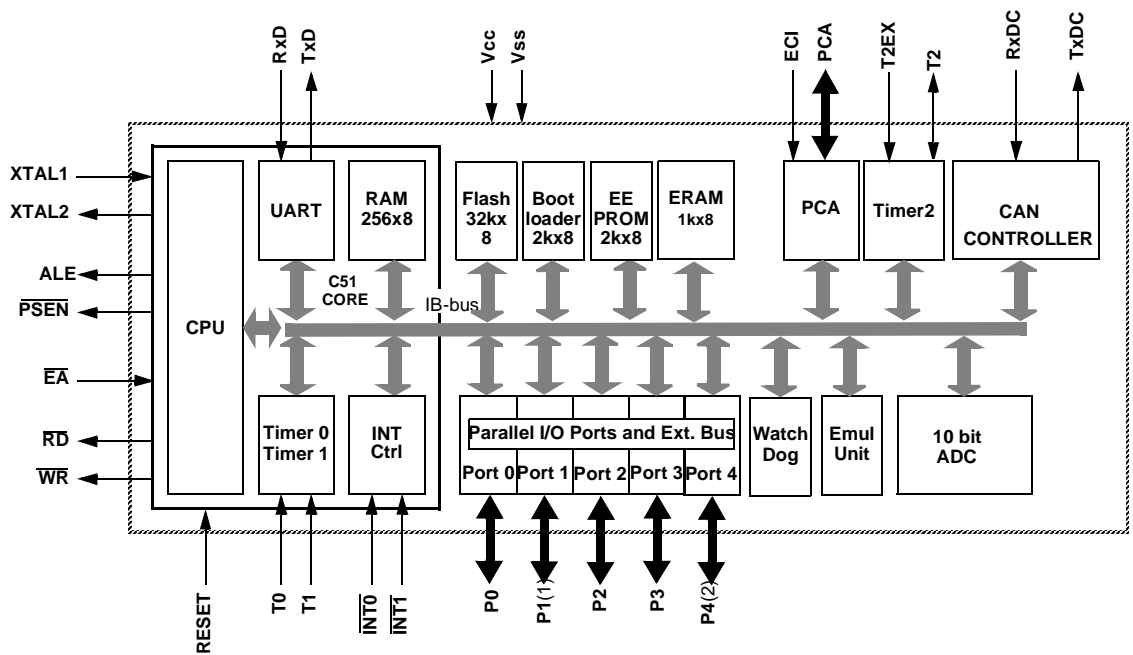 RxD
TxD
Vcc
Vss
ECI
PCA
T2EX
T2
RxDC
TxDC
XTAL1
XTAL2
ALE
PSEN
EA
RD
WR
CPU
UART
RAM
256x8
C51
CORE
IB-bus
Timer 0
Timer 1
INT
Ctrl
Flash
32kx
8
Boot
loader
2kx8
EE
PROM
2kx8
ERAM
1kx8
PCA
Timer2
CAN
CONTROLLER
Parallel I/O Ports and Ext. Bus
Port 0
Port 1
Port 2
Port 3
Port 4
Watch
Dog
Emul
Unit
10 bit
ADC
RESET
T0
T1
INT0
INT1
P0
P1(1)
P2
P3
P4(2)